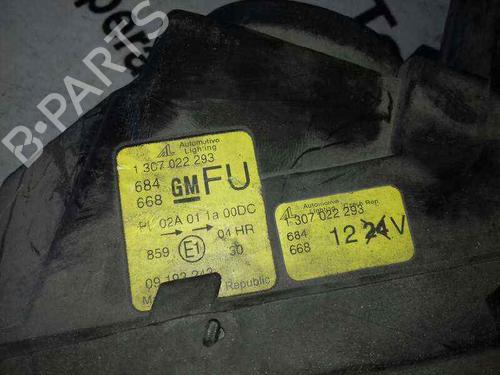 B-PARTS
Automotive
Lighting
1 307 022 293
684
668
GM FU
PL 02A 01 1a 00DC
859 E1 04 HR
30
Republic
Automotive
Lighting
1 307 022 293
684
668
12 24 V